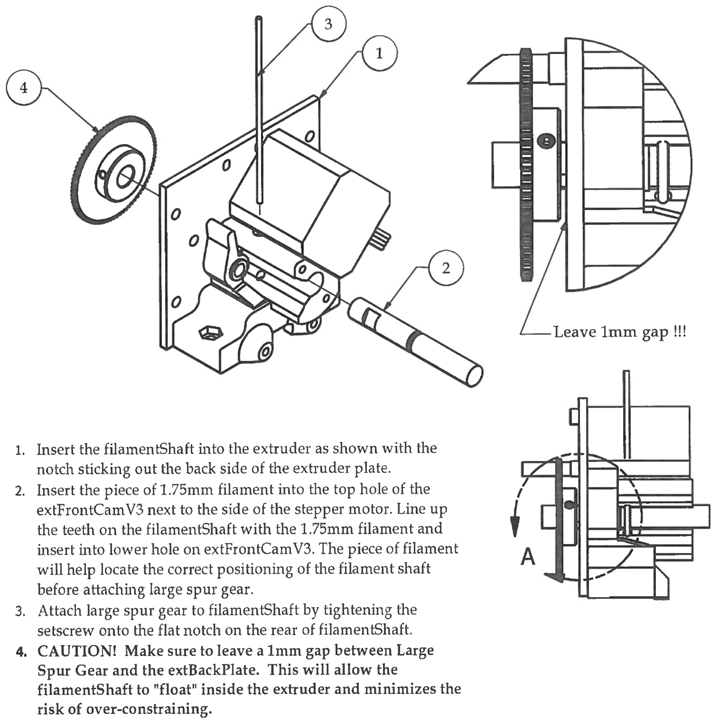 3
1
4
2
Leave 1mm gap !!!
A
1. Insert the filamentShaft into the extruder as shown with the
notch sticking out the back side of the extruder plate.
2. Insert the piece of 1.75mm filament into the top hole of the
extFrontCamV3 next to the side of the stepper motor. Line up
the teeth on the filamentShaft with the 1.75mm filament and
insert into lower hole on extFrontCamV3. The piece of filament
will help locate the correct positioning of the filament shaft
before attaching large spur gear.
3. Attach large spur gear to filamentShaft by tightening the
setscrew onto the flat notch on the rear of filamentShaft.
4. CAUTION! Make sure to leave a 1mm gap between Large
Spur Gear and the extBackPlate. This will allow the
filamentShaft to "float" inside the extruder and minimizes the
risk of over-constraining.